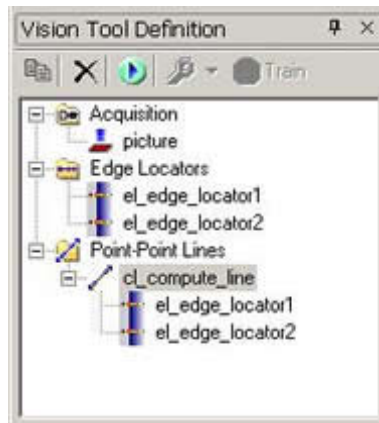 Vision Tool Definition
Train
Acquisition
picture
Edge Locators
el_edge_locator1
el_edge_locator2
Point-Point Lines
cl_compute_line
el_edge_locator1
el_edge_locator2